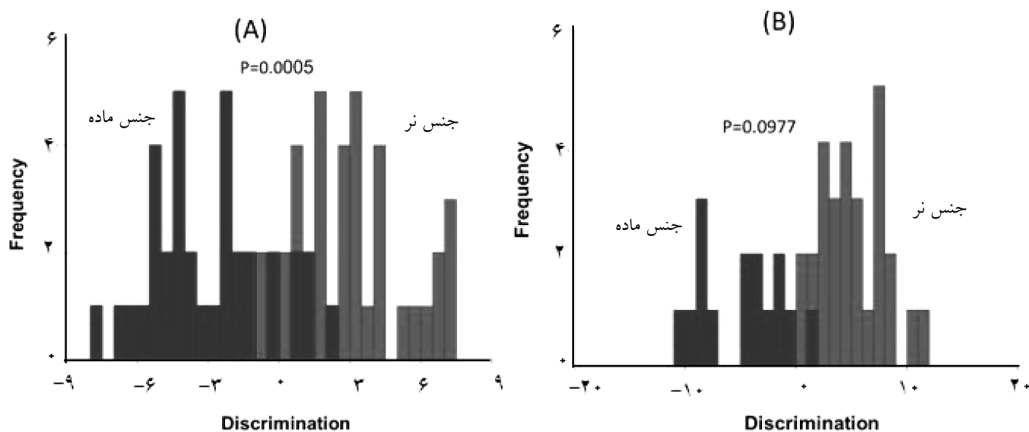 (A)
P=0.0005
جنس ماده
جنس نر
Frequency
۶
۴
۲
۰
−۹ −۶ −۳ ۰ ۳ ۶ ۹
Discrimination
(B)
P=0.0977
جنس ماده
جنس نر
Frequency
۶
۴
۲
۰
−۲۰ −۱۰ ۰ ۱۰ ۲۰
Discrimination